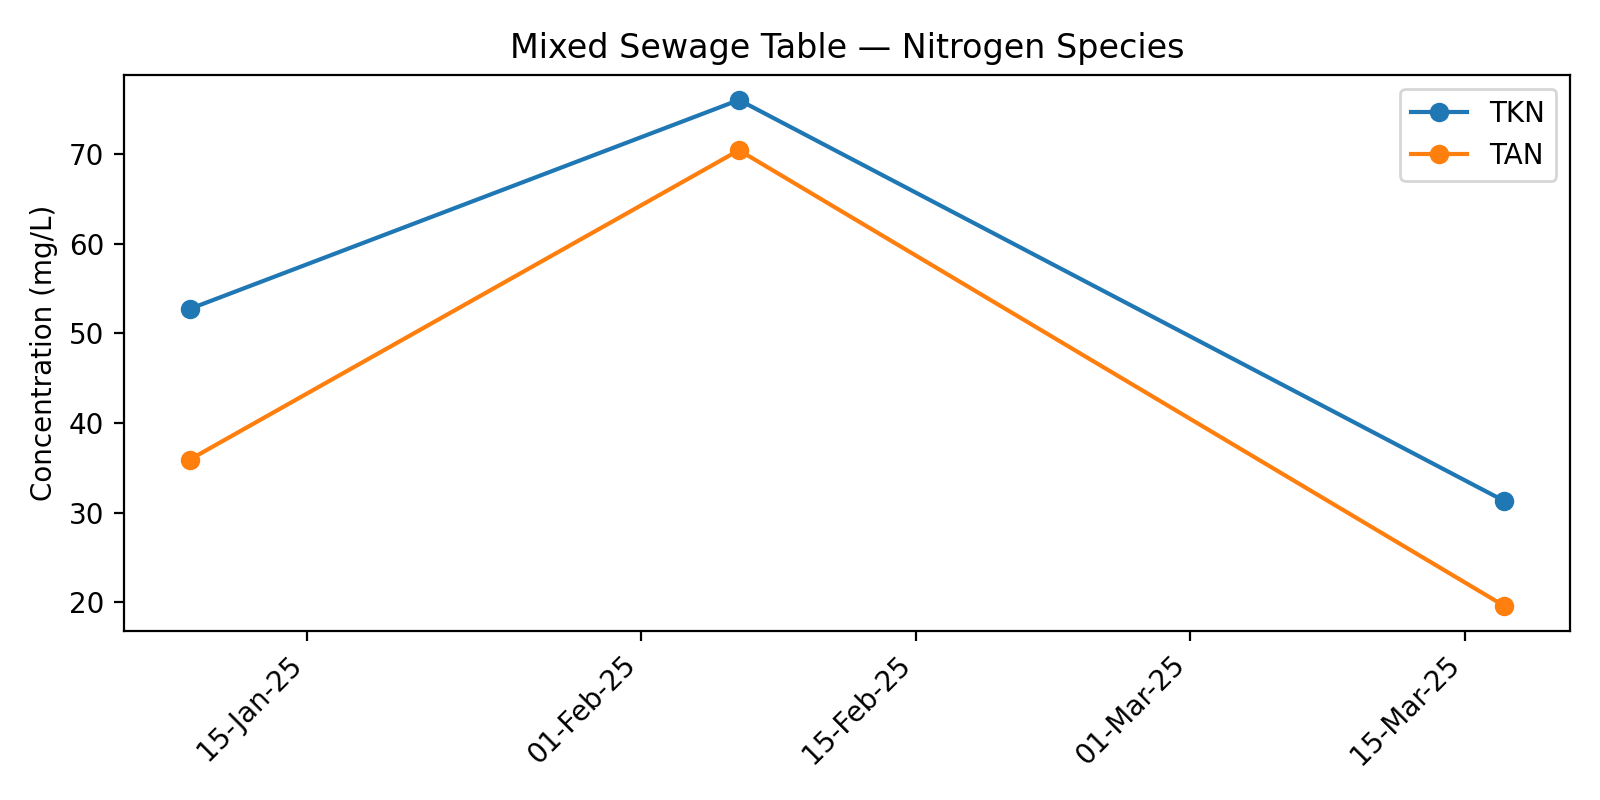 Mixed Sewage Table — Nitrogen Species
TKN
TAN
Concentration (mg/L)
70
60
50
40
30
20
15-Jan-25
01-Feb-25
15-Feb-25
01-Mar-25
15-Mar-25